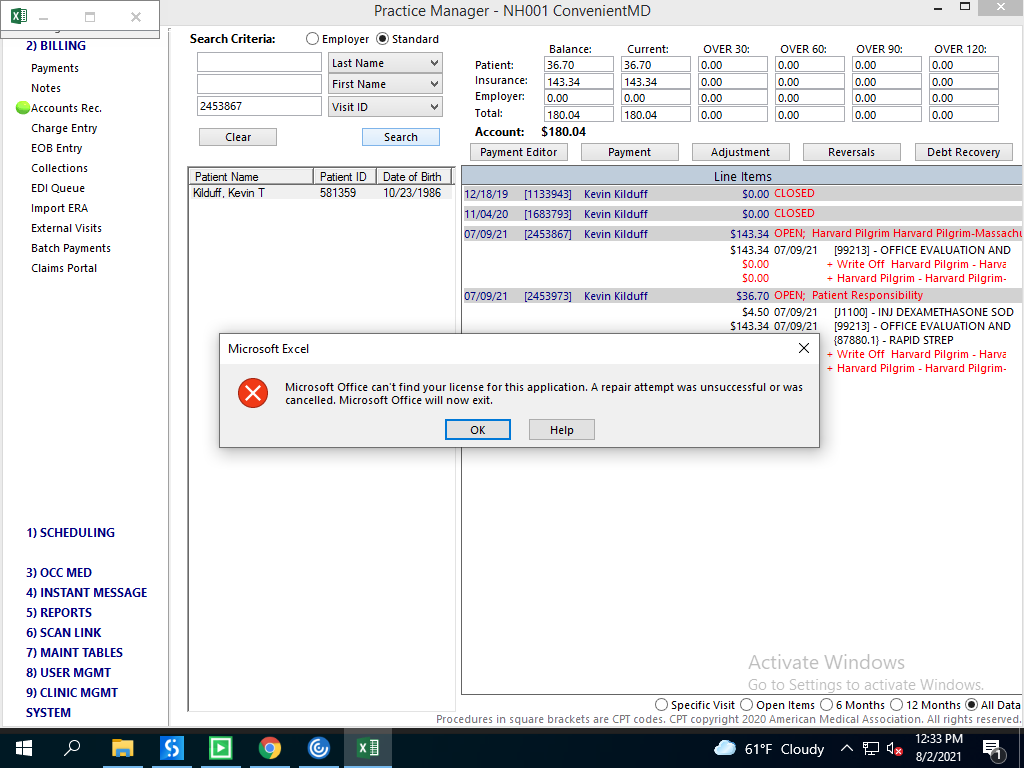 Practice Manager - NH001 ConvenientMD
2) BILLING
Payments
Notes
Accounts Rec.
Charge Entry
EOB Entry
Collections
EDI Queue
Import ERA
External Visits
Batch Payments
Claims Portal
1) SCHEDULING
3) OCC MED
4) INSTANT MESSAGE
5) REPORTS
6) SCAN LINK
7) MAINT TABLES
8) USER MGMT
9) CLINIC MGMT
SYSTEM
Search Criteria: Employer Standard
Last Name
First Name
2453867 Visit ID
Clear Search
Patient Name Patient ID Date of Birth
Kilduff, Kevin T 581359 10/23/1986
Balance: Current: OVER 30: OVER 60: OVER 90: OVER 120:
Patient: 36.70 36.70 0.00 0.00 0.00 0.00
Insurance: 143.34 143.34 0.00 0.00 0.00 0.00
Employer: 0.00 0.00 0.00 0.00 0.00 0.00
Total: 180.04 180.04 0.00 0.00 0.00 0.00
Account: $180.04
Payment Editor Payment Adjustment Reversals Debt Recovery
Line Items
12/18/19 [1133943] Kevin Kilduff $0.00 CLOSED
11/04/20 [1683793] Kevin Kilduff $0.00 CLOSED
07/09/21 [2453867] Kevin Kilduff $143.34 OPEN; Harvard Pilgrim Harvard Pilgrim-Massachu
$143.34 07/09/21 [99213] - OFFICE EVALUATION AND
$0.00 + Write Off Harvard Pilgrim - Harva
$0.00 + Harvard Pilgrim - Harvard Pilgrim-
07/09/21 [2453973] Kevin Kilduff $36.70 OPEN; Patient Responsibility
$4.50 07/09/21 [J1100] - INJ DEXAMETHASONE SOD
$143.34 07/09/21 [99213] - OFFICE EVALUATION AND
{87880.1} - RAPID STREP
+ Write Off Harvard Pilgrim - Harva
+ Harvard Pilgrim - Harvard Pilgrim-
Microsoft Excel
Microsoft Office can't find your license for this application. A repair attempt was unsuccessful or was
cancelled. Microsoft Office will now exit.
OK Help
Activate Windows
Go to Settings to activate Windows.
Specific Visit Open Items 6 Months 12 Months All Data
Procedures in square brackets are CPT codes. CPT copyright 2020 American Medical Association. All rights reserved.
61°F Cloudy
12:33 PM
8/2/2021
1